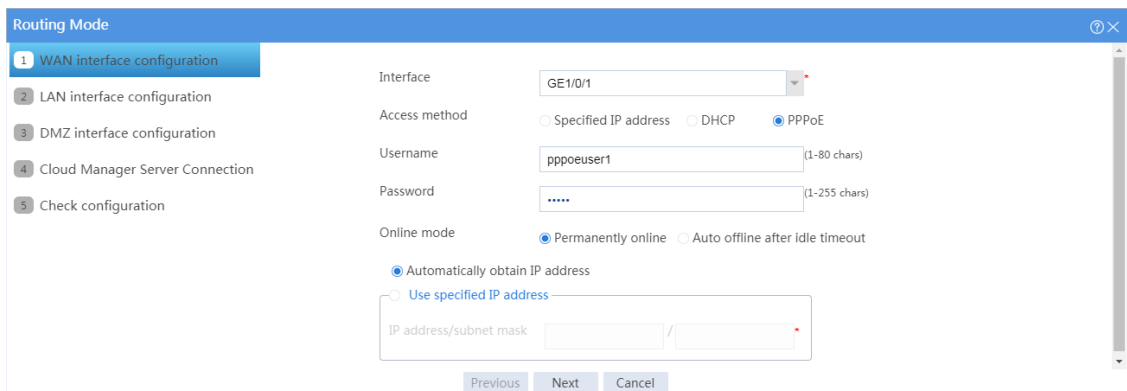 Routing Mode
1 WAN interface configuration
2 LAN interface configuration
3 DMZ interface configuration
4 Cloud Manager Server Connection
5 Check configuration
Interface GE1/0/1 *
Access method Specified IP address DHCP PPPoE
Username pppoeuser1 (1-80 chars)
Password ••••• (1-255 chars)
Online mode Permanently online Auto offline after idle timeout
Automatically obtain IP address
Use specified IP address
IP address/subnet mask / *
Previous Next Cancel